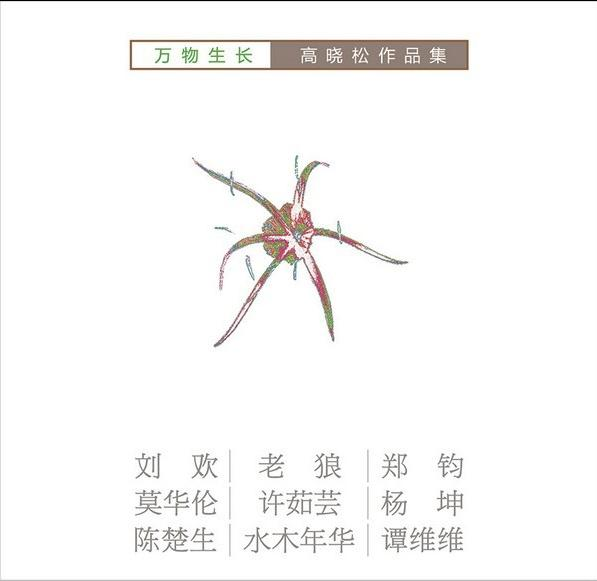 万物生长 高晓松作品集
刘欢 老狼 郑钧
莫华伦 许茹芸 杨坤
陈楚生 水木年华 谭维维